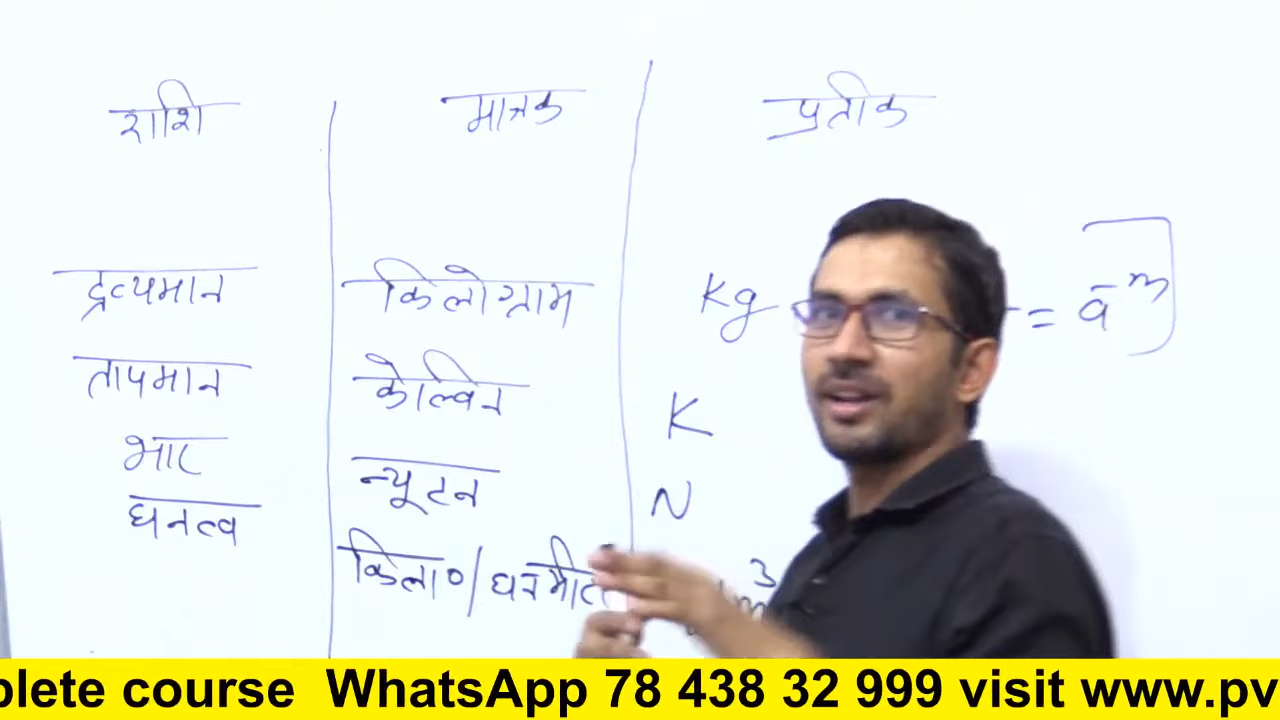 राशि मात्रक प्रतीक
द्रव्यमान किलोग्राम Kg = a̅ᵐ
तापमान केल्विन K
भार न्यूटन N
घनत्व
किला०/घनमीट m³
plete course WhatsApp 78 438 32 999 visit www.pv